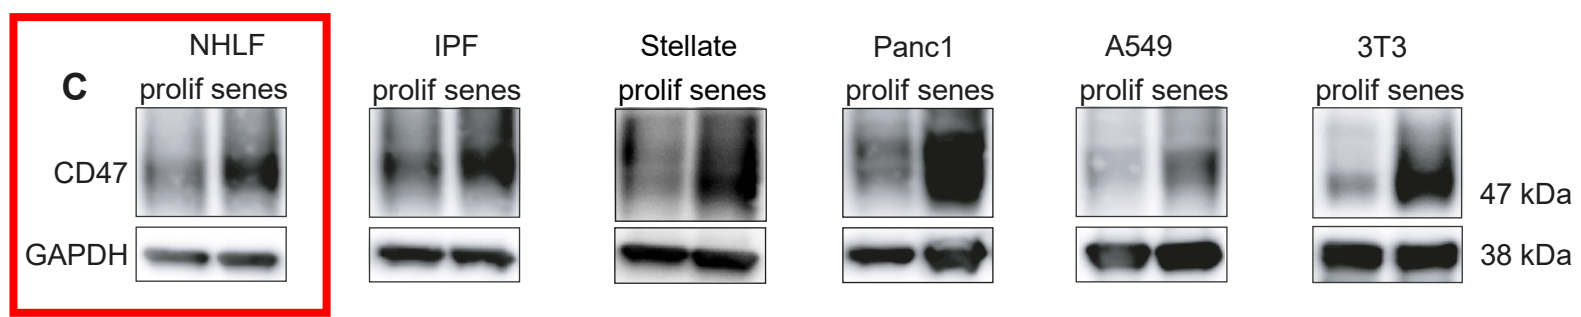 NHLF IPF Stellate Panc1 A549 3T3
C prolif senes prolif senes prolif senes prolif senes prolif senes prolif senes
CD47 47 kDa
GAPDH 38 kDa